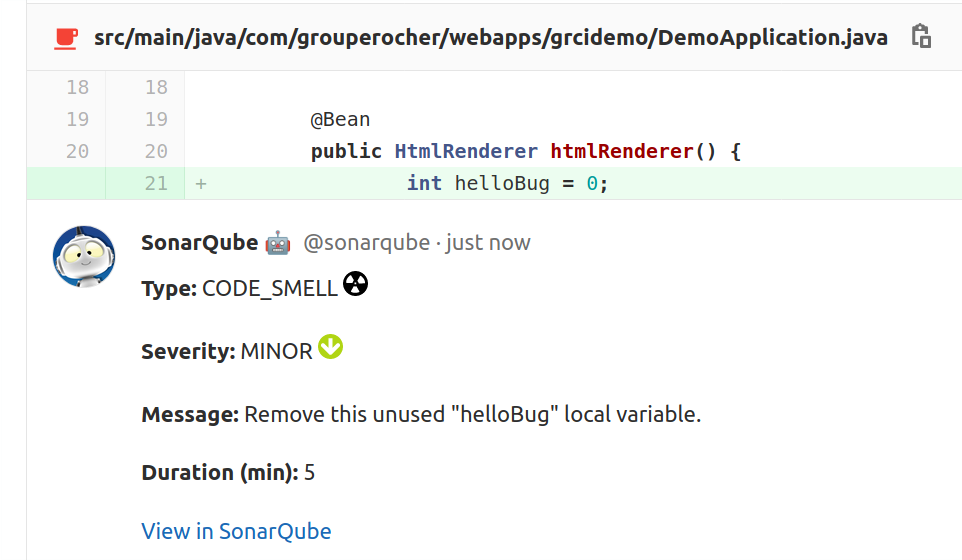 src/main/java/com/grouperocher/webapps/grcidemo/DemoApplication.java
18 18
19 19 @Bean
20 20 public HtmlRenderer htmlRenderer() {
21 + int helloBug = 0;
SonarQube 🤖 @sonarqube · just now
Type: CODE_SMELL
Severity: MINOR
Message: Remove this unused "helloBug" local variable.
Duration (min): 5
View in SonarQube